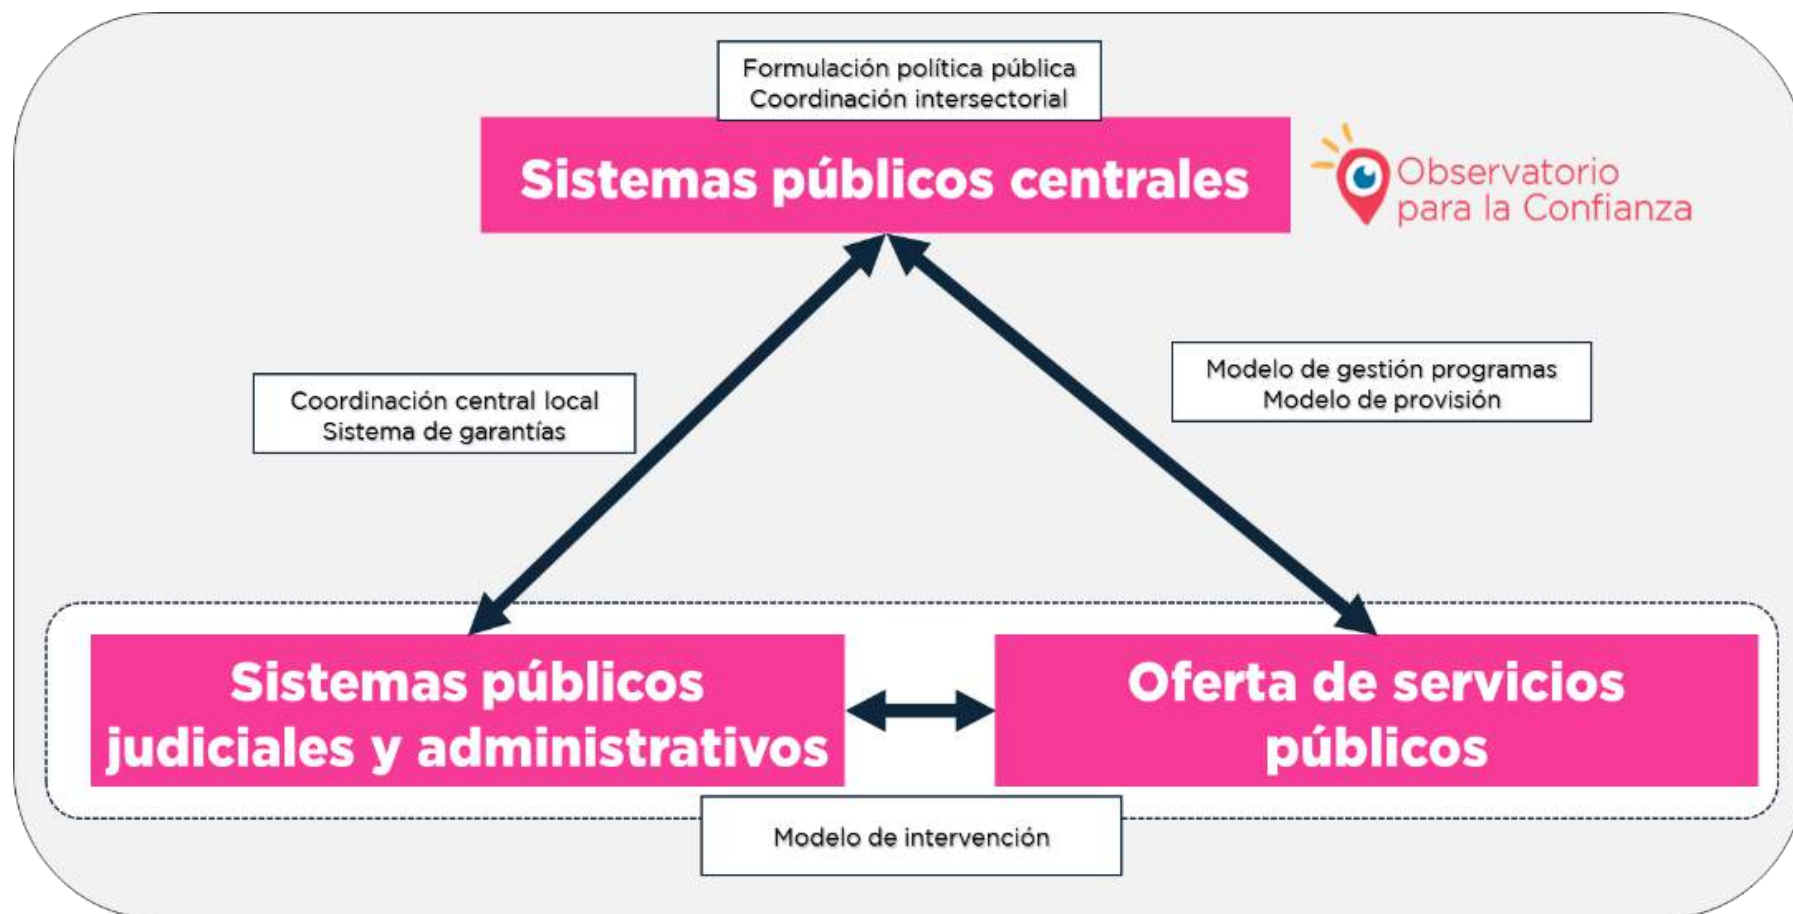 Formulación política pública
Coordinación intersectorial
Sistemas públicos centrales
Observatorio
para la Confianza
Modelo de gestión programas
Modelo de provisión
Coordinación central local
Sistema de garantías
Sistemas públicos
judiciales y administrativos
Oferta de servicios
públicos
Modelo de intervención